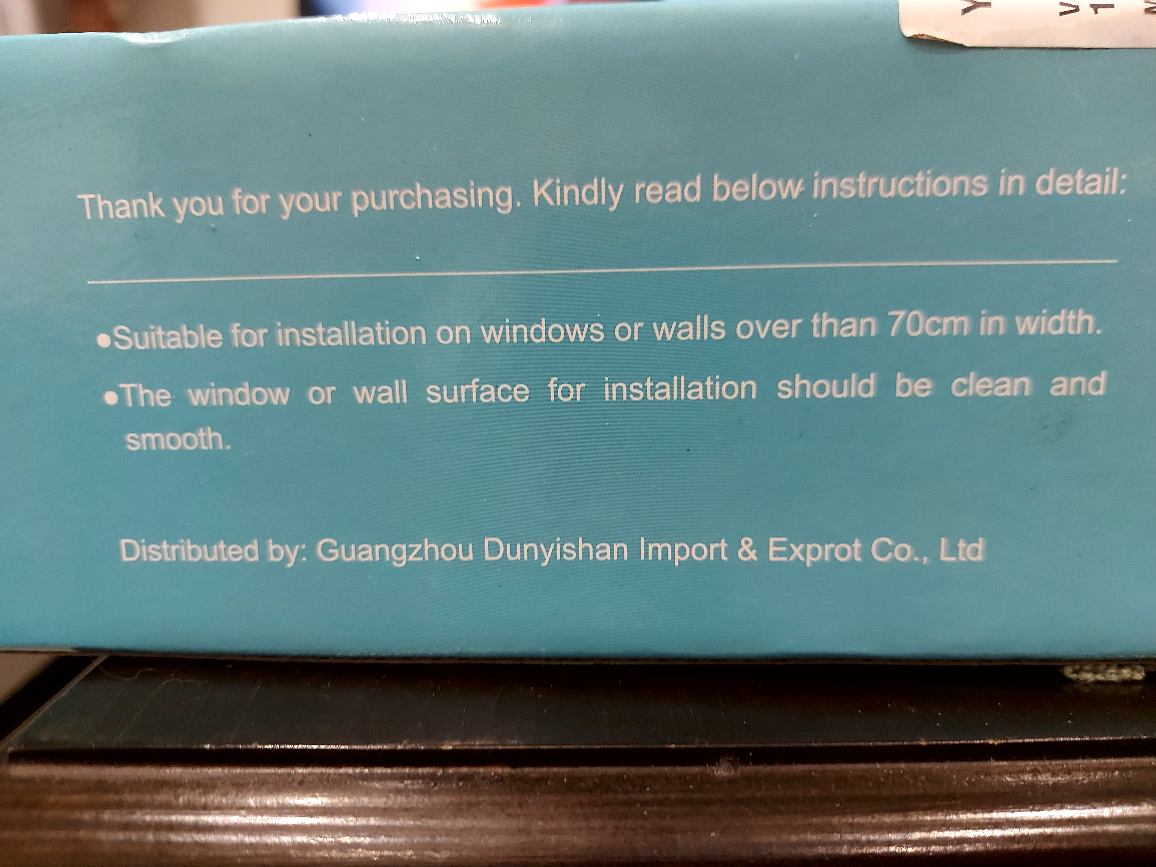 Thank you for your purchasing. Kindly read below instructions in detail:
●Suitable for installation on windows or walls over than 70cm in width.
●The window or wall surface for installation should be clean and
smooth.
Distributed by: Guangzhou Dunyishan Import & Exprot Co., Ltd